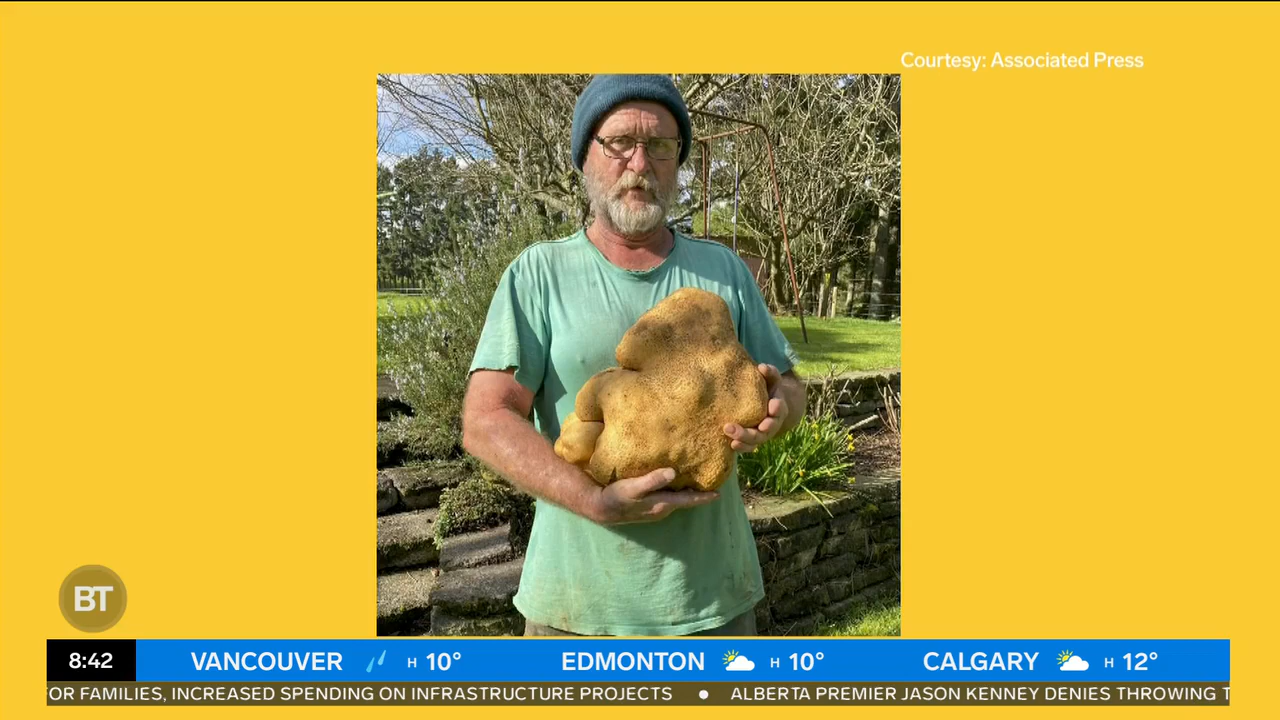 Courtesy: Associated Press
BT
8:42 VANCOUVER H 10° EDMONTON H 10° CALGARY H 12°
OR FAMILIES, INCREASED SPENDING ON INFRASTRUCTURE PROJECTS • ALBERTA PREMIER JASON KENNEY DENIES THROWING